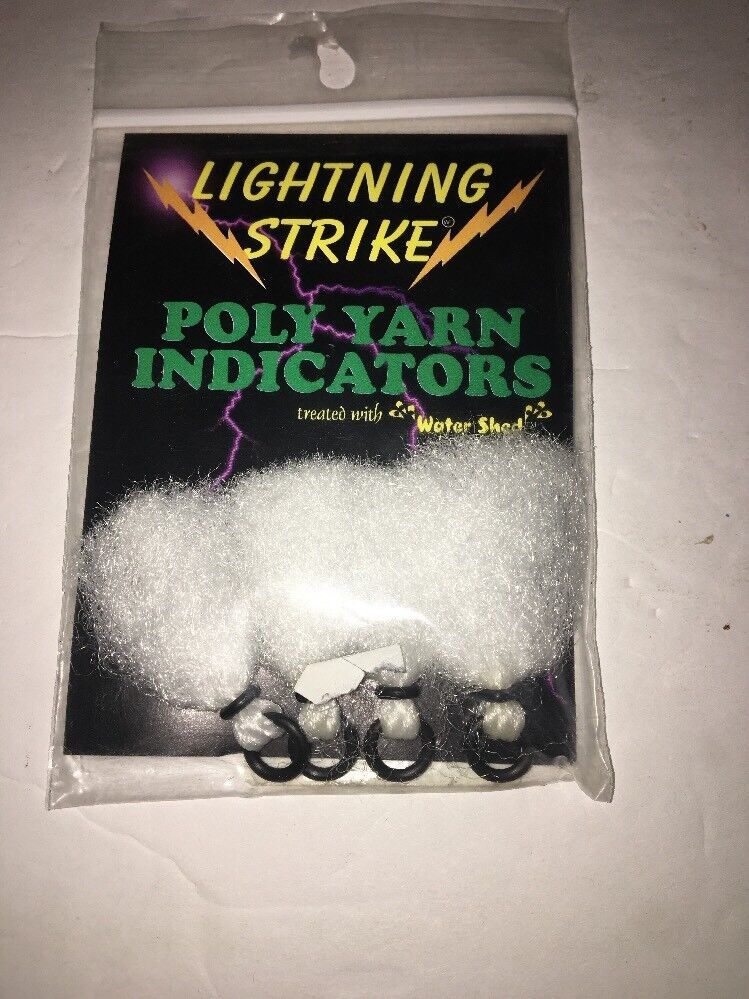 LIGHTNING
STRIKE
POLY YARN
INDICATORS
treated with Water Shed